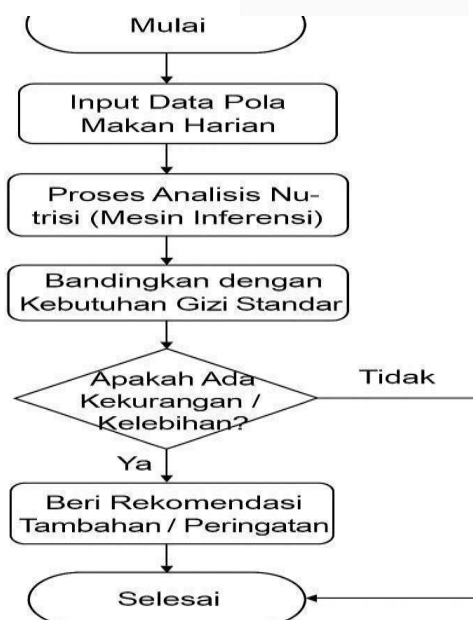 Mulai
Input Data Pola
Makan Harian
Proses Analisis Nu-
trisi (Mesin Inferensi)
Bandingkan dengan
Kebutuhan Gizi Standar
Apakah Ada
Kekurangan /
Kelebihan?
Tidak
Ya
Beri Rekomendasi
Tambahan / Peringatan
Selesai